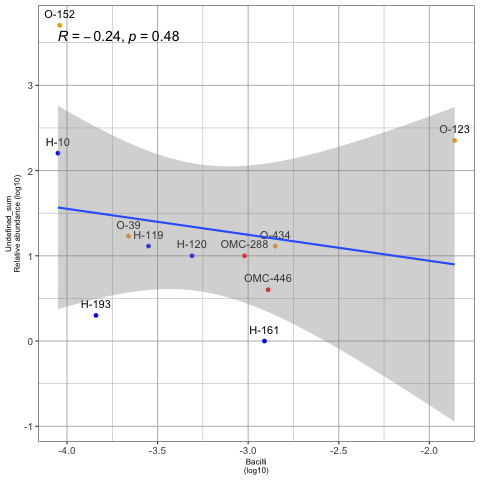 O-152
R = −0.24, p = 0.48
3
O-123
H-10
2
O-39
H-119
O-434
H-120
OMC-288
1
OMC-446
H-193
H-161
0
-1
-4.0
-3.5
-3.0
-2.5
-2.0
Bacilli
(log10)
Undefined_sum
Relative abundance (log10)